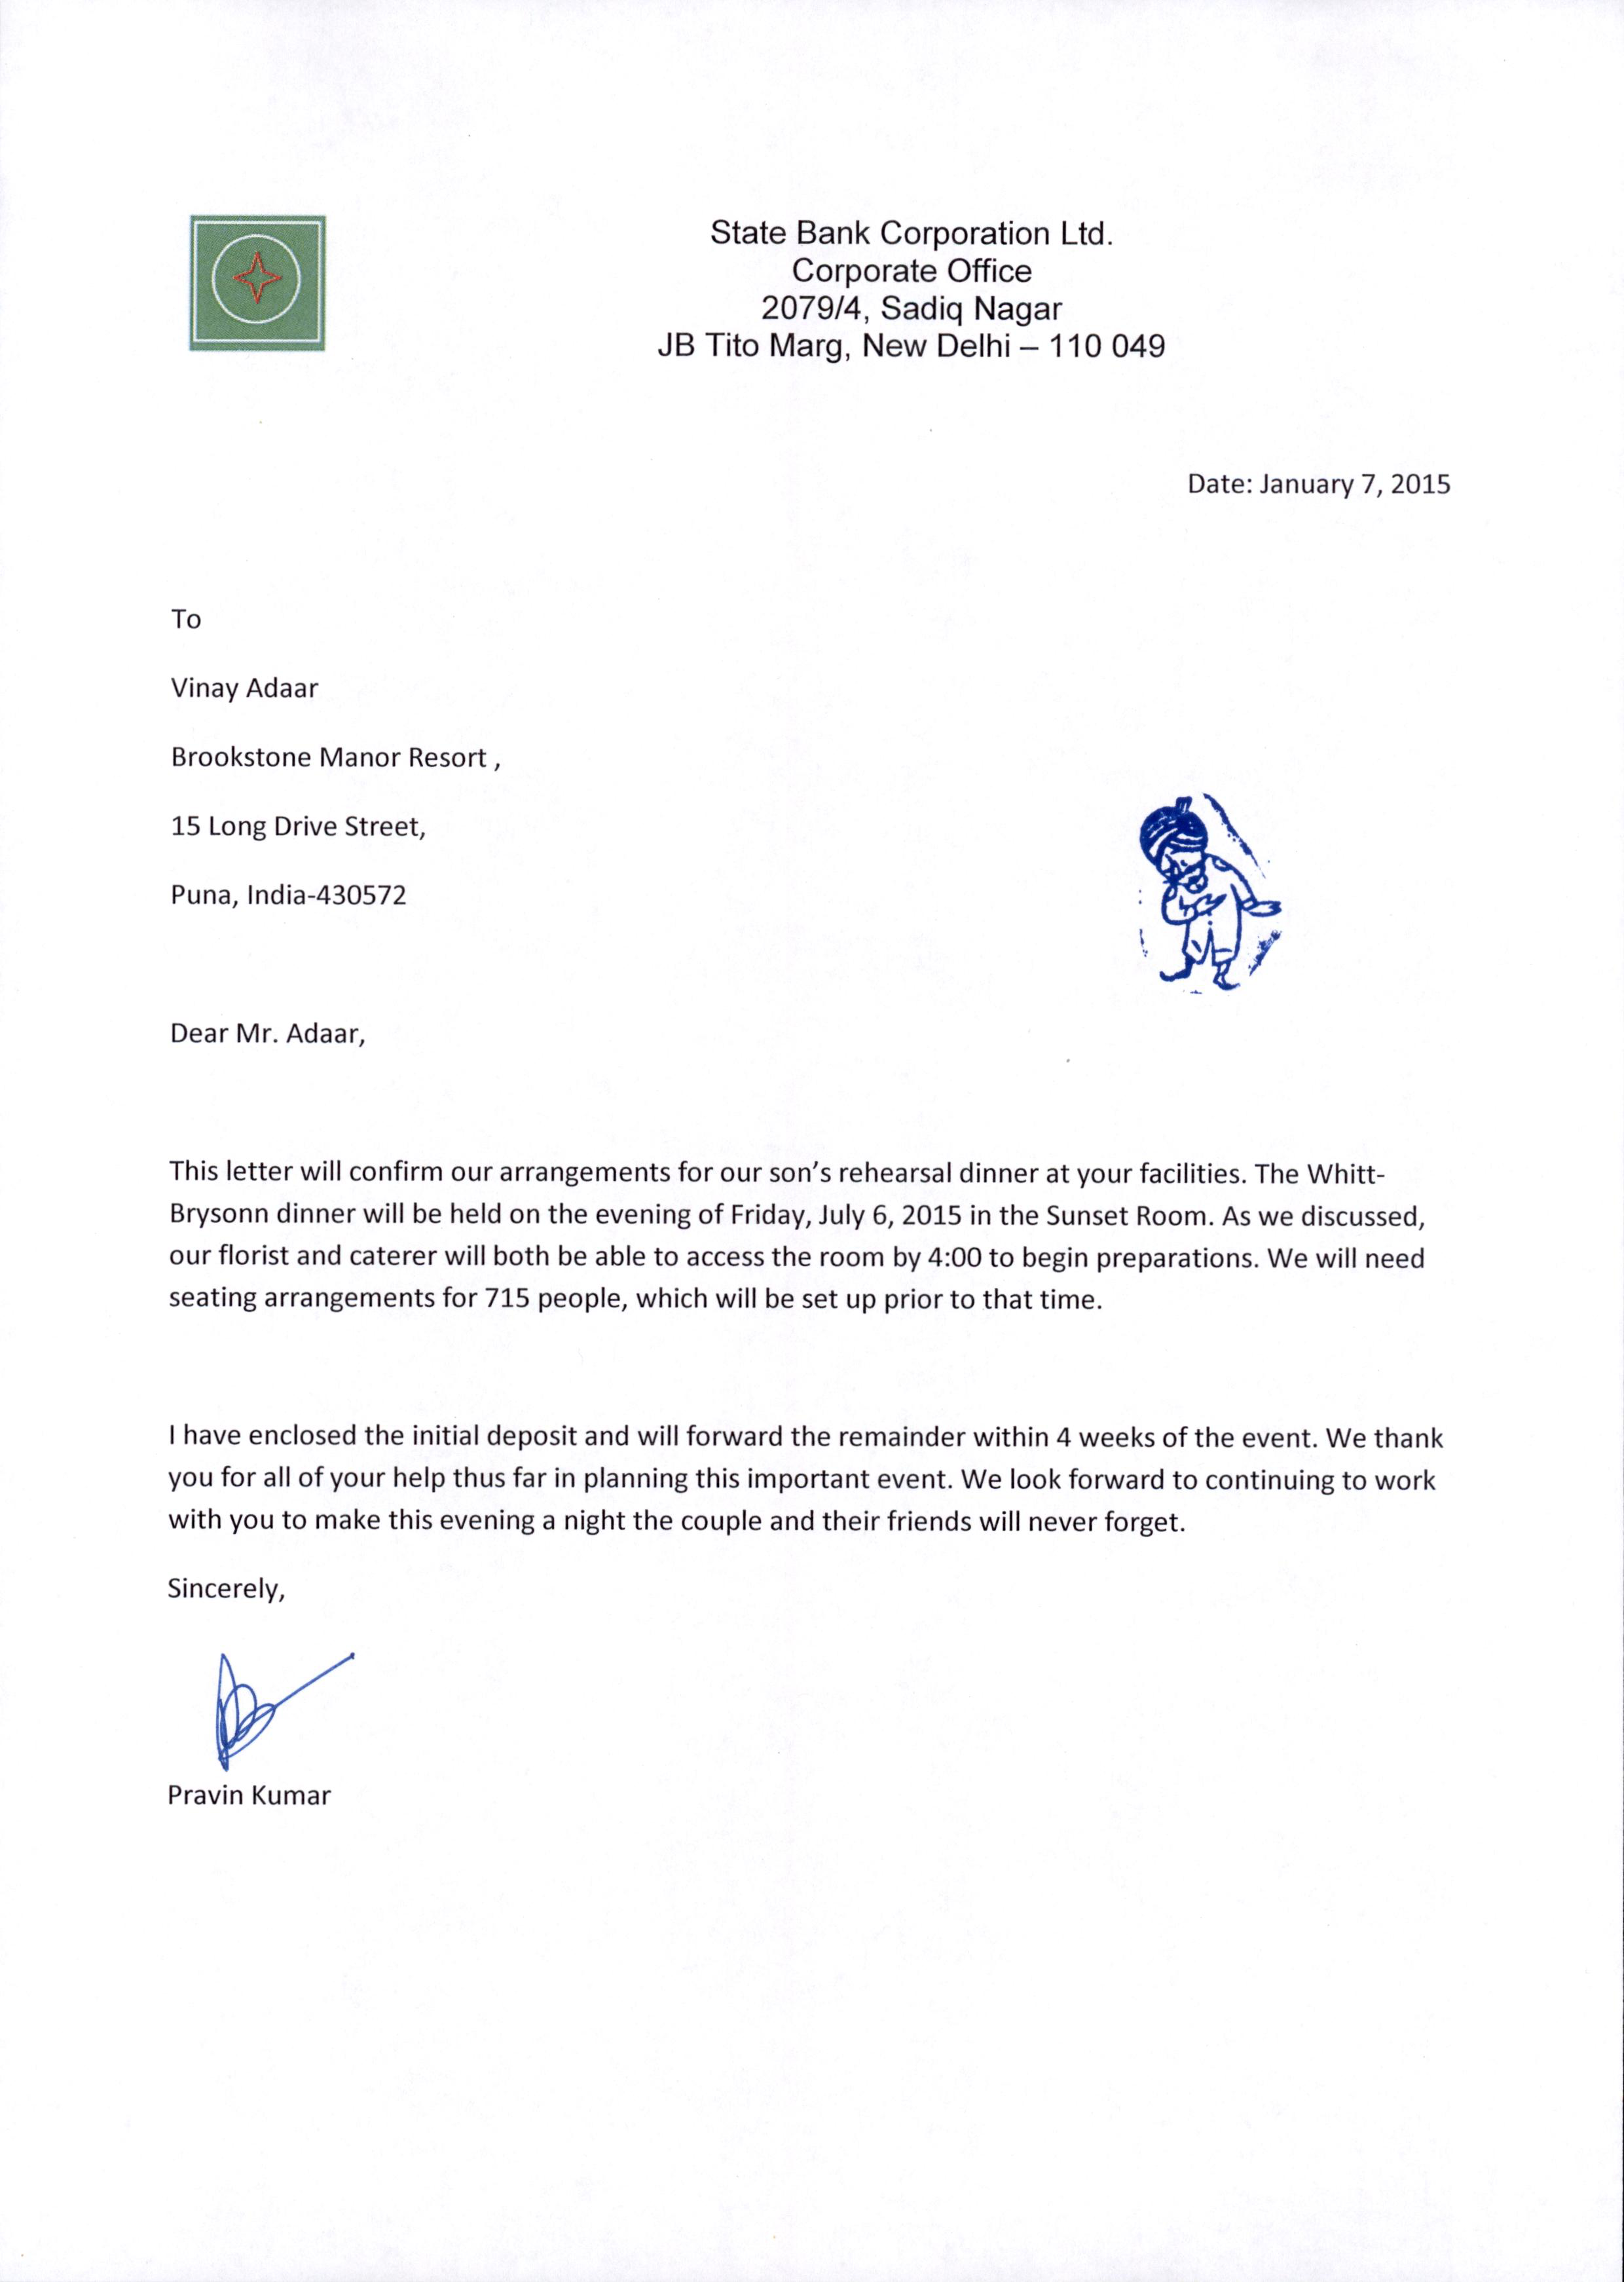 State Bank Corporation Ltd.
Corporate Office
2079/4, Sadiq Nagar
JB Tito Marg, New Delhi – 110 049
Date: January 7, 2015
To
Vinay Adaar
Brookstone Manor Resort ,
15 Long Drive Street,
Puna, India-430572
Dear Mr. Adaar,
This letter will confirm our arrangements for our son’s rehearsal dinner at your facilities. The Whitt-
Brysonn dinner will be held on the evening of Friday, July 6, 2015 in the Sunset Room. As we discussed,
our florist and caterer will both be able to access the room by 4:00 to begin preparations. We will need
seating arrangements for 715 people, which will be set up prior to that time.
I have enclosed the initial deposit and will forward the remainder within 4 weeks of the event. We thank
you for all of your help thus far in planning this important event. We look forward to continuing to work
with you to make this evening a night the couple and their friends will never forget.
Sincerely,
Pravin Kumar